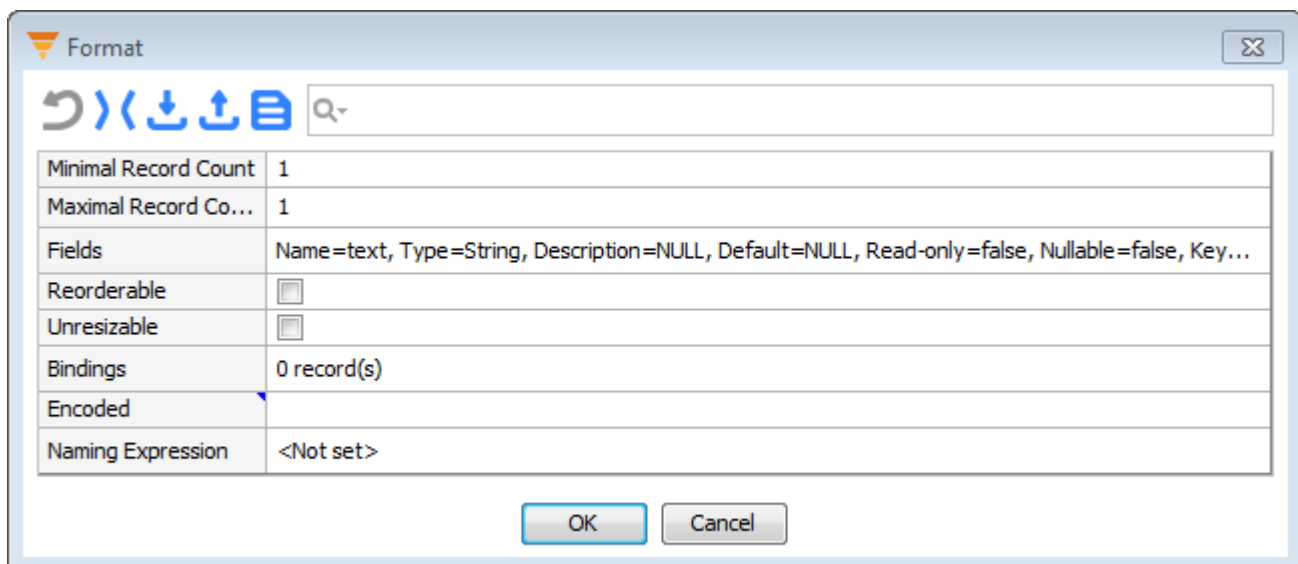 Format
Minimal Record Count 1
Maximal Record Co... 1
Fields Name=text, Type=String, Description=NULL, Default=NULL, Read-only=false, Nullable=false, Key...
Reorderable
Unresizable
Bindings 0 record(s)
Encoded
Naming Expression <Not set>
OK Cancel